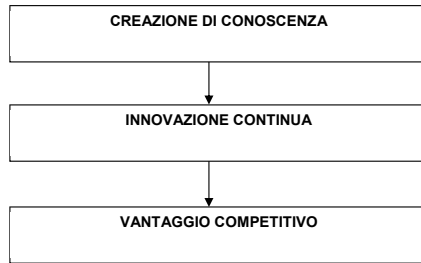 CREAZIONE DI CONOSCENZA
INNOVAZIONE CONTINUA
VANTAGGIO COMPETITIVO